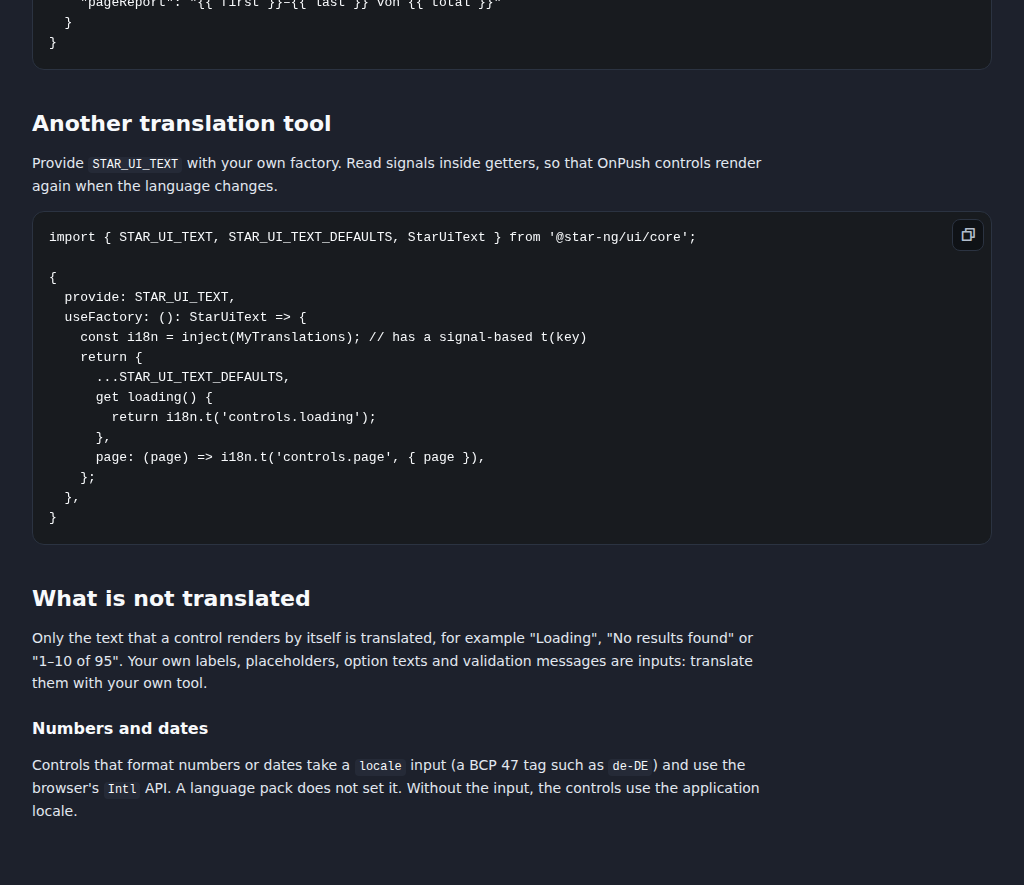 "pageReport": "{{ first }}–{{ last }} von {{ total }}"
  }
}
Another translation tool
Provide STAR_UI_TEXT with your own factory. Read signals inside getters, so that OnPush controls render
again when the language changes.
import { STAR_UI_TEXT, STAR_UI_TEXT_DEFAULTS, StarUiText } from '@star-ng/ui/core';

{
  provide: STAR_UI_TEXT,
  useFactory: (): StarUiText => {
    const i18n = inject(MyTranslations); // has a signal-based t(key)
    return {
      ...STAR_UI_TEXT_DEFAULTS,
      get loading() {
        return i18n.t('controls.loading');
      },
      page: (page) => i18n.t('controls.page', { page }),
    };
  },
}
What is not translated
Only the text that a control renders by itself is translated, for example "Loading", "No results found" or
"1–10 of 95". Your own labels, placeholders, option texts and validation messages are inputs: translate
them with your own tool.
Numbers and dates
Controls that format numbers or dates take a locale input (a BCP 47 tag such as de-DE) and use the
browser's Intl API. A language pack does not set it. Without the input, the controls use the application
locale.